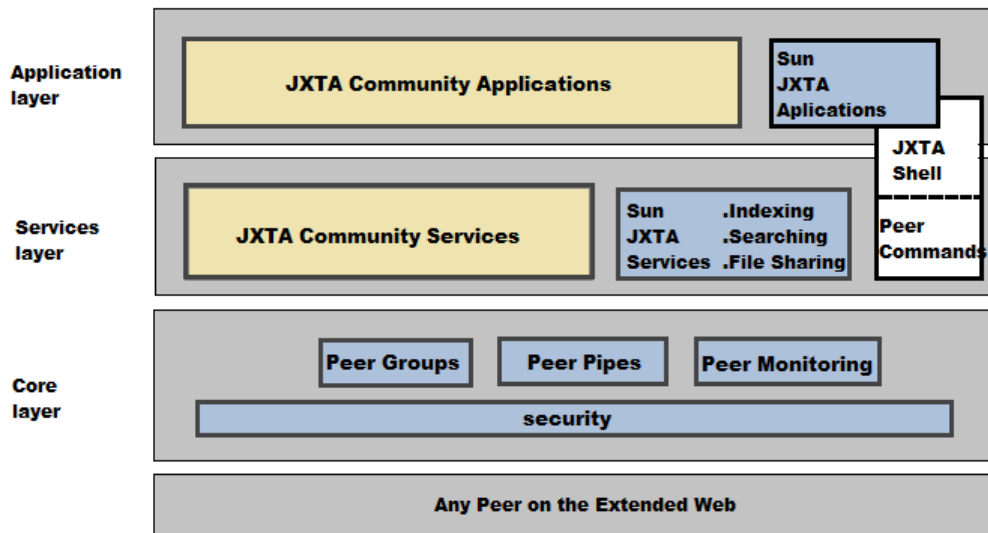 Application
layer
JXTA Community Applications
Sun
JXTA
Aplications
JXTA
Shell
Services
layer
JXTA Community Services
Sun .Indexing
JXTA .Searching
Services .File Sharing
Peer
Commands
Core
layer
Peer Groups
Peer Pipes
Peer Monitoring
security
Any Peer on the Extended Web